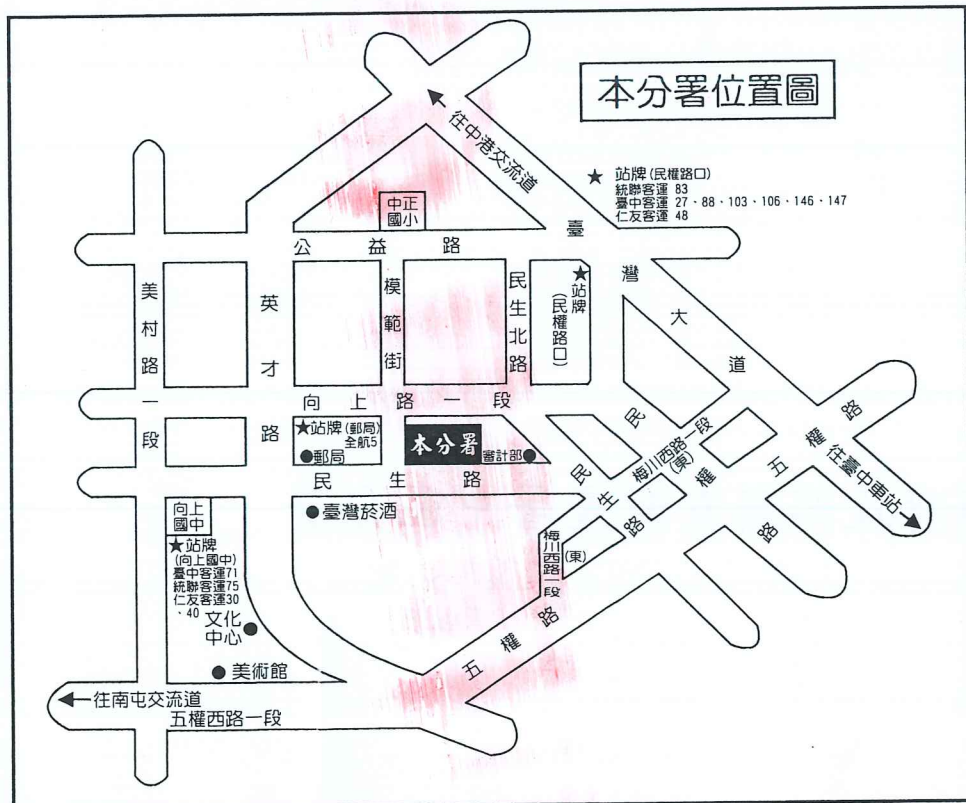 本分署位置圖
往中港交流道
★ 站牌(民權路口)
統聯客運 83
臺中客運 27、88、103、106、146、147
仁友客運 48
中正
國小
公益路
臺灣大道
美村路一段
英才路
模範街
民生北路
★站牌
(民權路口)
向上路一段
★站牌(郵局)
全航5
●郵局
本分署
審計部●
民生路
民生路
民權路
梅川西路一段
(東)
五權路
往臺中車站
向上
國中
★站牌
(向上國中)
臺中客運71
統聯客運75
仁友客運30
、40
●臺灣菸酒
梅川西路一段
(東)
文化
中心
●美術館
五權路
往南屯交流道
五權西路一段